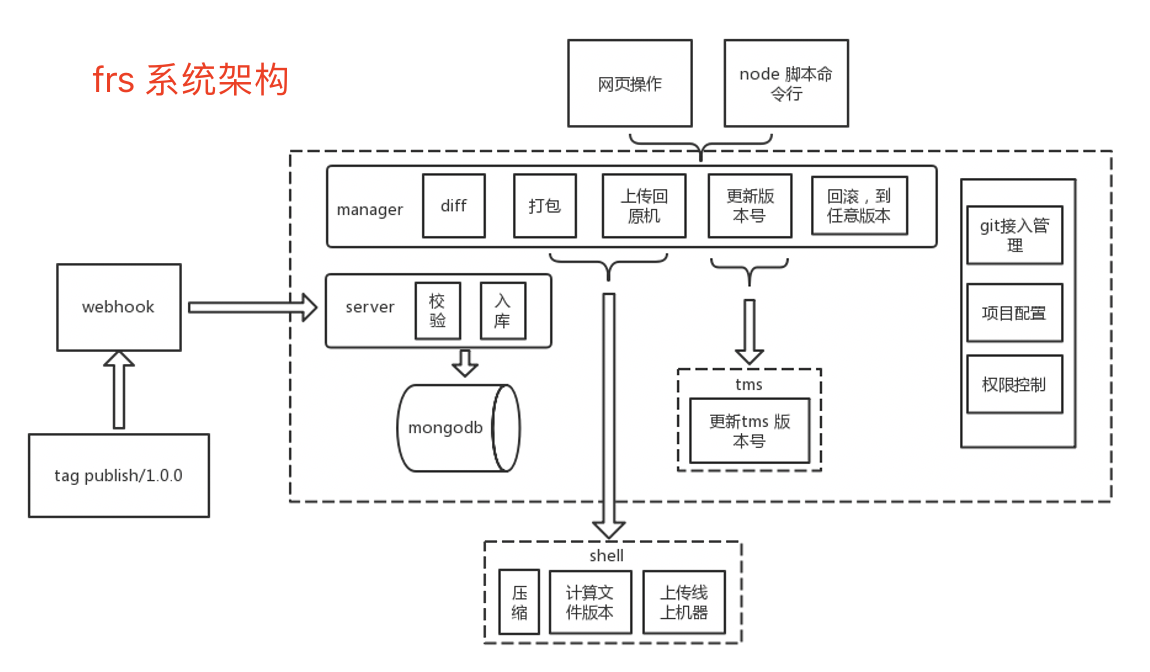 frs 系统架构
网页操作
node 脚本命
令行
manager
diff
打包
上传回
原机
更新版
本号
回滚，到
任意版本
git接入管
理
项目配置
权限控制
webhook
server
校
验
入
库
mongodb
tms
更新tms 版
本号
tag publish/1.0.0
shell
压
缩
计算文
件版本
上传线
上机器